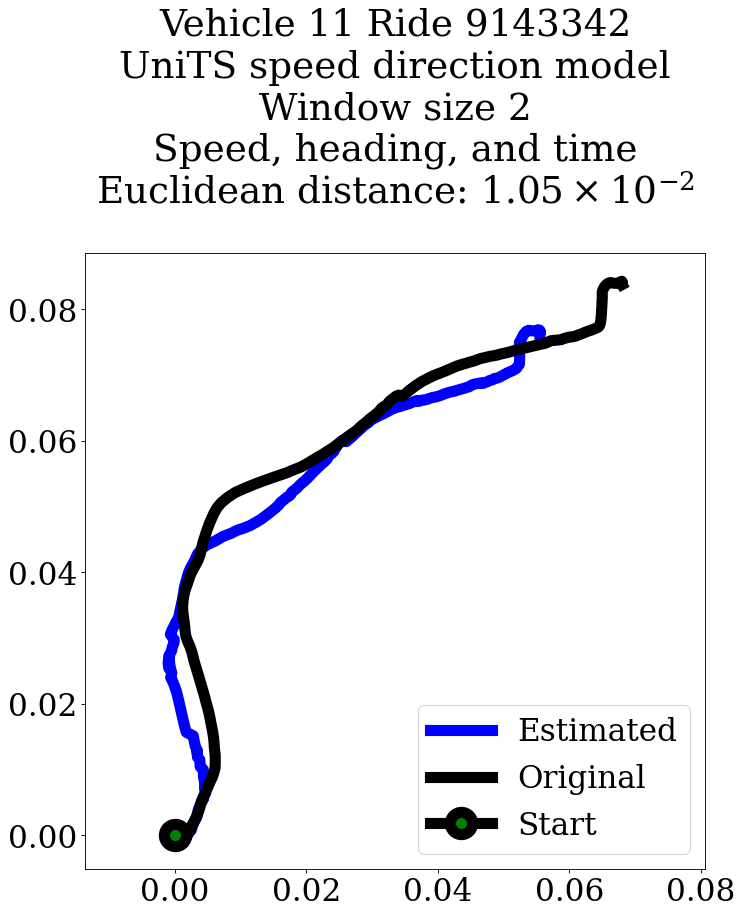 Vehicle 11 Ride 9143342
UniTS speed direction model
Window size 2
Speed, heading, and time
Euclidean distance: 1.05 × 10⁻²
0.08
0.06
0.04
0.02
0.00
Estimated
Original
Start
0.00 0.02 0.04 0.06 0.08